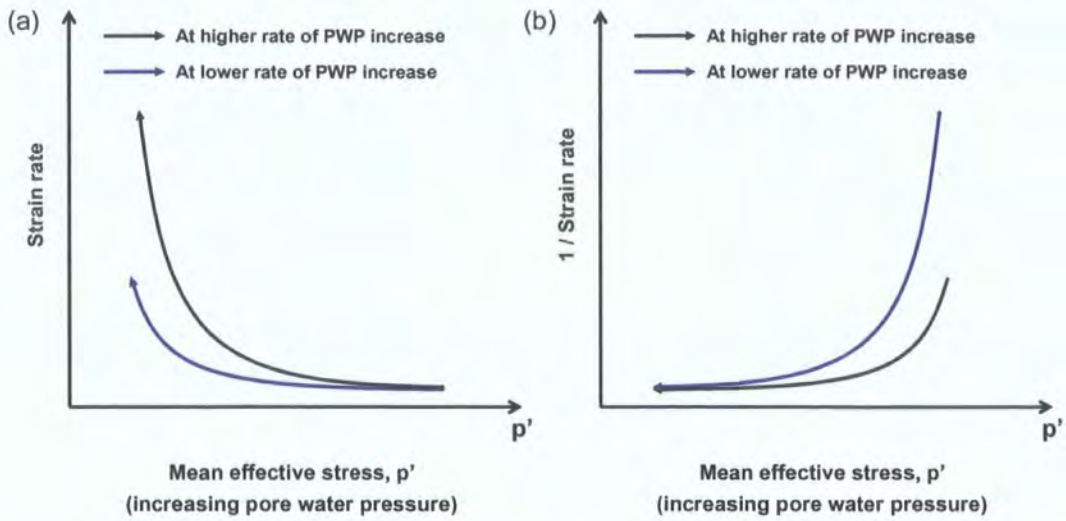 (a)
At higher rate of PWP increase
At lower rate of PWP increase
Strain rate
p'
Mean effective stress, p'
(increasing pore water pressure)
(b)
At higher rate of PWP increase
At lower rate of PWP increase
1 / Strain rate
p'
Mean effective stress, p'
(increasing pore water pressure)